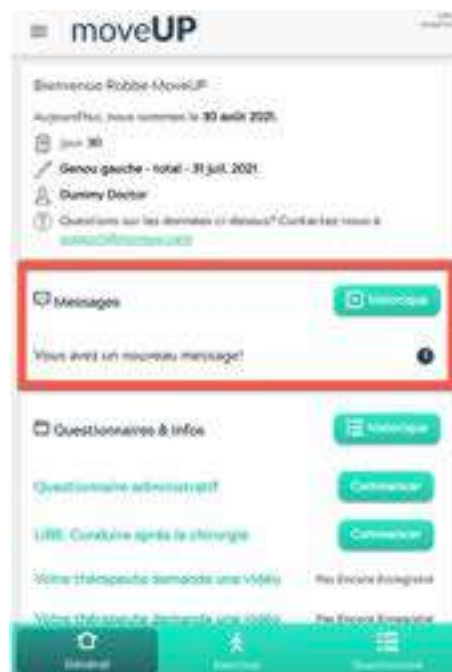 moveUP
Bienvenue Robbe MoveUP
Aujourd'hui, nous sommes le 30 août 2021.
Jour 30
Genou gauche - total - 31 juil. 2021
Dummy Doctor
Questions sur les données ci-dessus? Contactez-nous à
Messages
Historique
Vous avez un nouveau message!
Questionnaires & Infos
Historique
Questionnaire administratif
Commencer
LIRE: Conduire après la chirurgie
Commencer
Votre thérapeute demande une vidéo
Pas Encore Enregistré
Votre thérapeute demande une vidéo
Pas Encore Enregistré
Général
Exercices